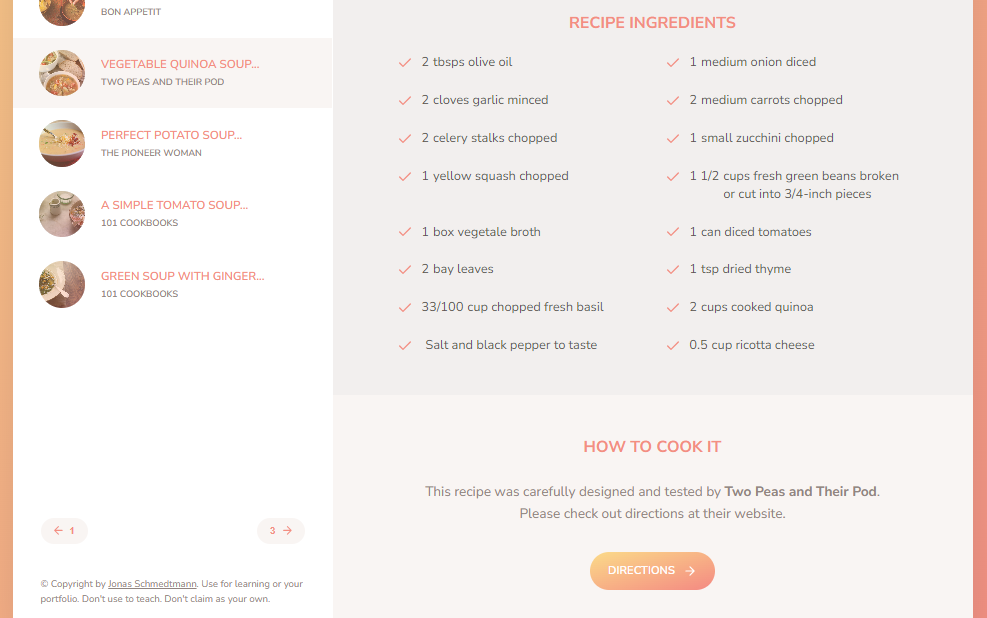 BON APPETIT
VEGETABLE QUINOA SOUP...
TWO PEAS AND THEIR POD
PERFECT POTATO SOUP...
THE PIONEER WOMAN
A SIMPLE TOMATO SOUP...
101 COOKBOOKS
GREEN SOUP WITH GINGER...
101 COOKBOOKS
← 1
3 →
© Copyright by Jonas Schmedtmann. Use for learning or your
portfolio. Don't use to teach. Don't claim as your own.
RECIPE INGREDIENTS
2 tbsps olive oil
1 medium onion diced
2 cloves garlic minced
2 medium carrots chopped
2 celery stalks chopped
1 small zucchini chopped
1 yellow squash chopped
1 1/2 cups fresh green beans broken
or cut into 3/4-inch pieces
1 box vegetale broth
1 can diced tomatoes
2 bay leaves
1 tsp dried thyme
33/100 cup chopped fresh basil
2 cups cooked quinoa
Salt and black pepper to taste
0.5 cup ricotta cheese
HOW TO COOK IT
This recipe was carefully designed and tested by Two Peas and Their Pod.
Please check out directions at their website.
DIRECTIONS →